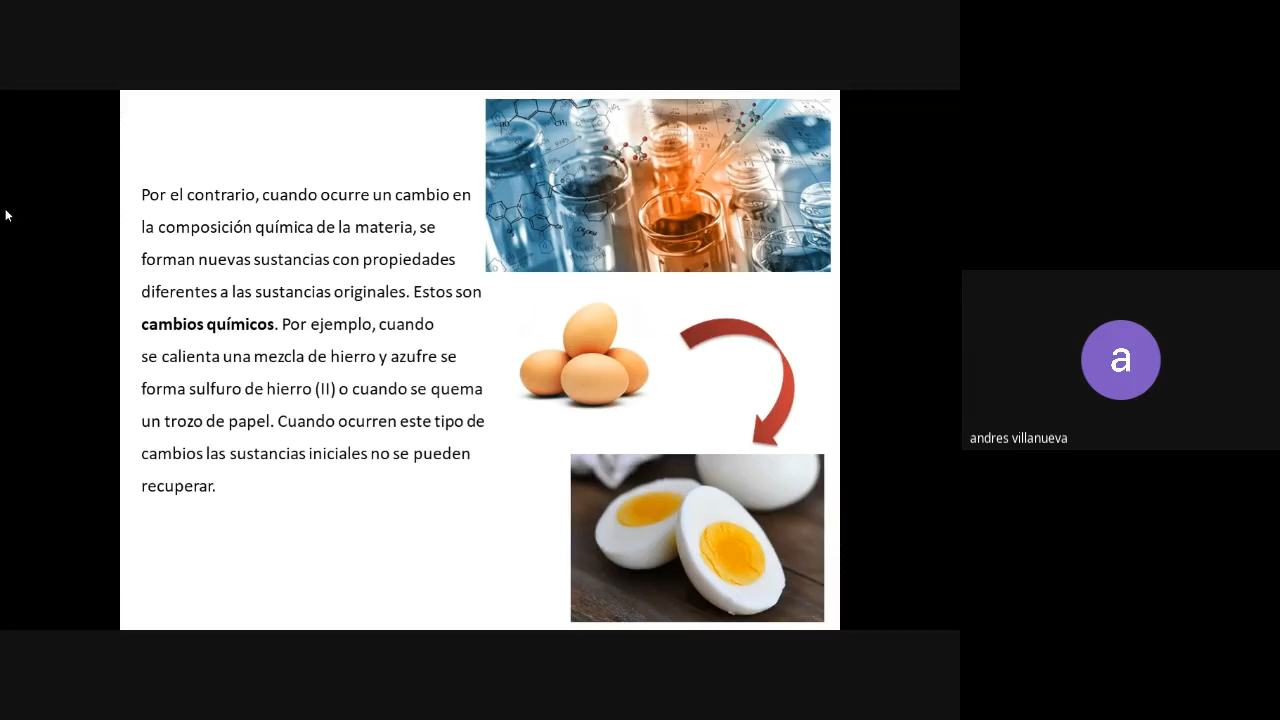 Por el contrario, cuando ocurre un cambio en
la composición química de la materia, se
forman nuevas sustancias con propiedades
diferentes a las sustancias originales. Estos son
cambios químicos. Por ejemplo, cuando
se calienta una mezcla de hierro y azufre se
forma sulfuro de hierro (II) o cuando se quema
un trozo de papel. Cuando ocurren este tipo de
cambios las sustancias iniciales no se pueden
recuperar.
a
andres villanueva